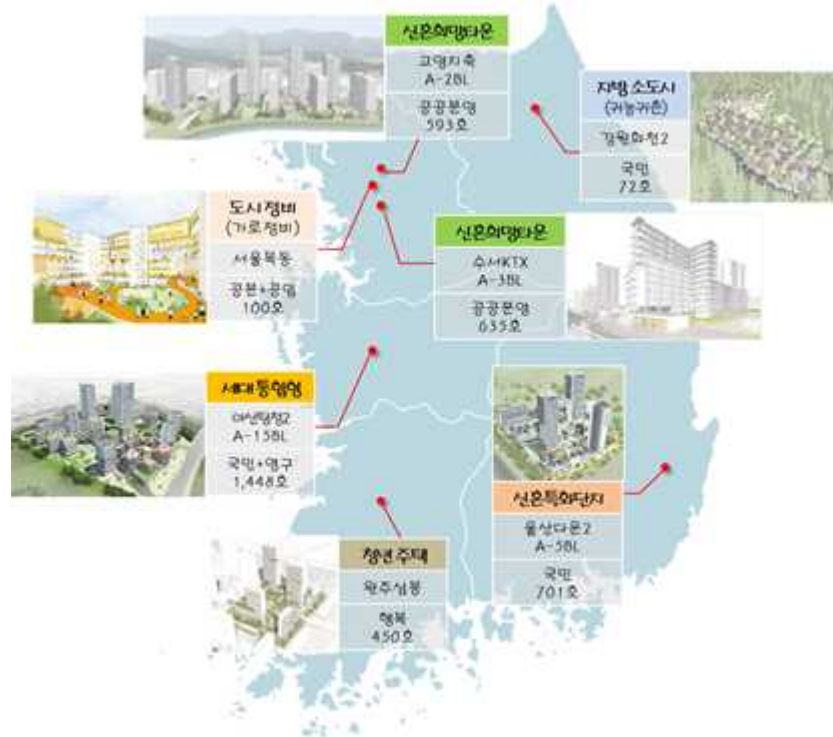 신혼희망타운
고양지축
A-2BL
공공분양
593호
지방 소도시
(귀농귀촌)
강원화천2
국민
72호
도시 정비
(가로정비)
서울목동
공분+공임
100호
신혼희망타운
수서KTX
A-3BL
공공분양
635호
세대 통합형
아산탕정2
A-15BL
국민+영구
1,448호
신혼특화단지
울산다운2
A-5BL
국민
701호
청년 주택
완주삼봉
행복
450호